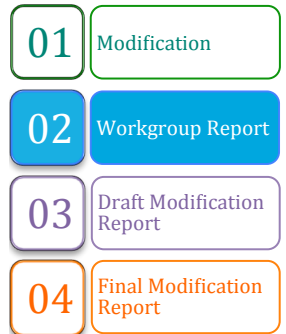 01
Modification
02
Workgroup Report
03
Draft Modification
Report
04
Final Modification
Report